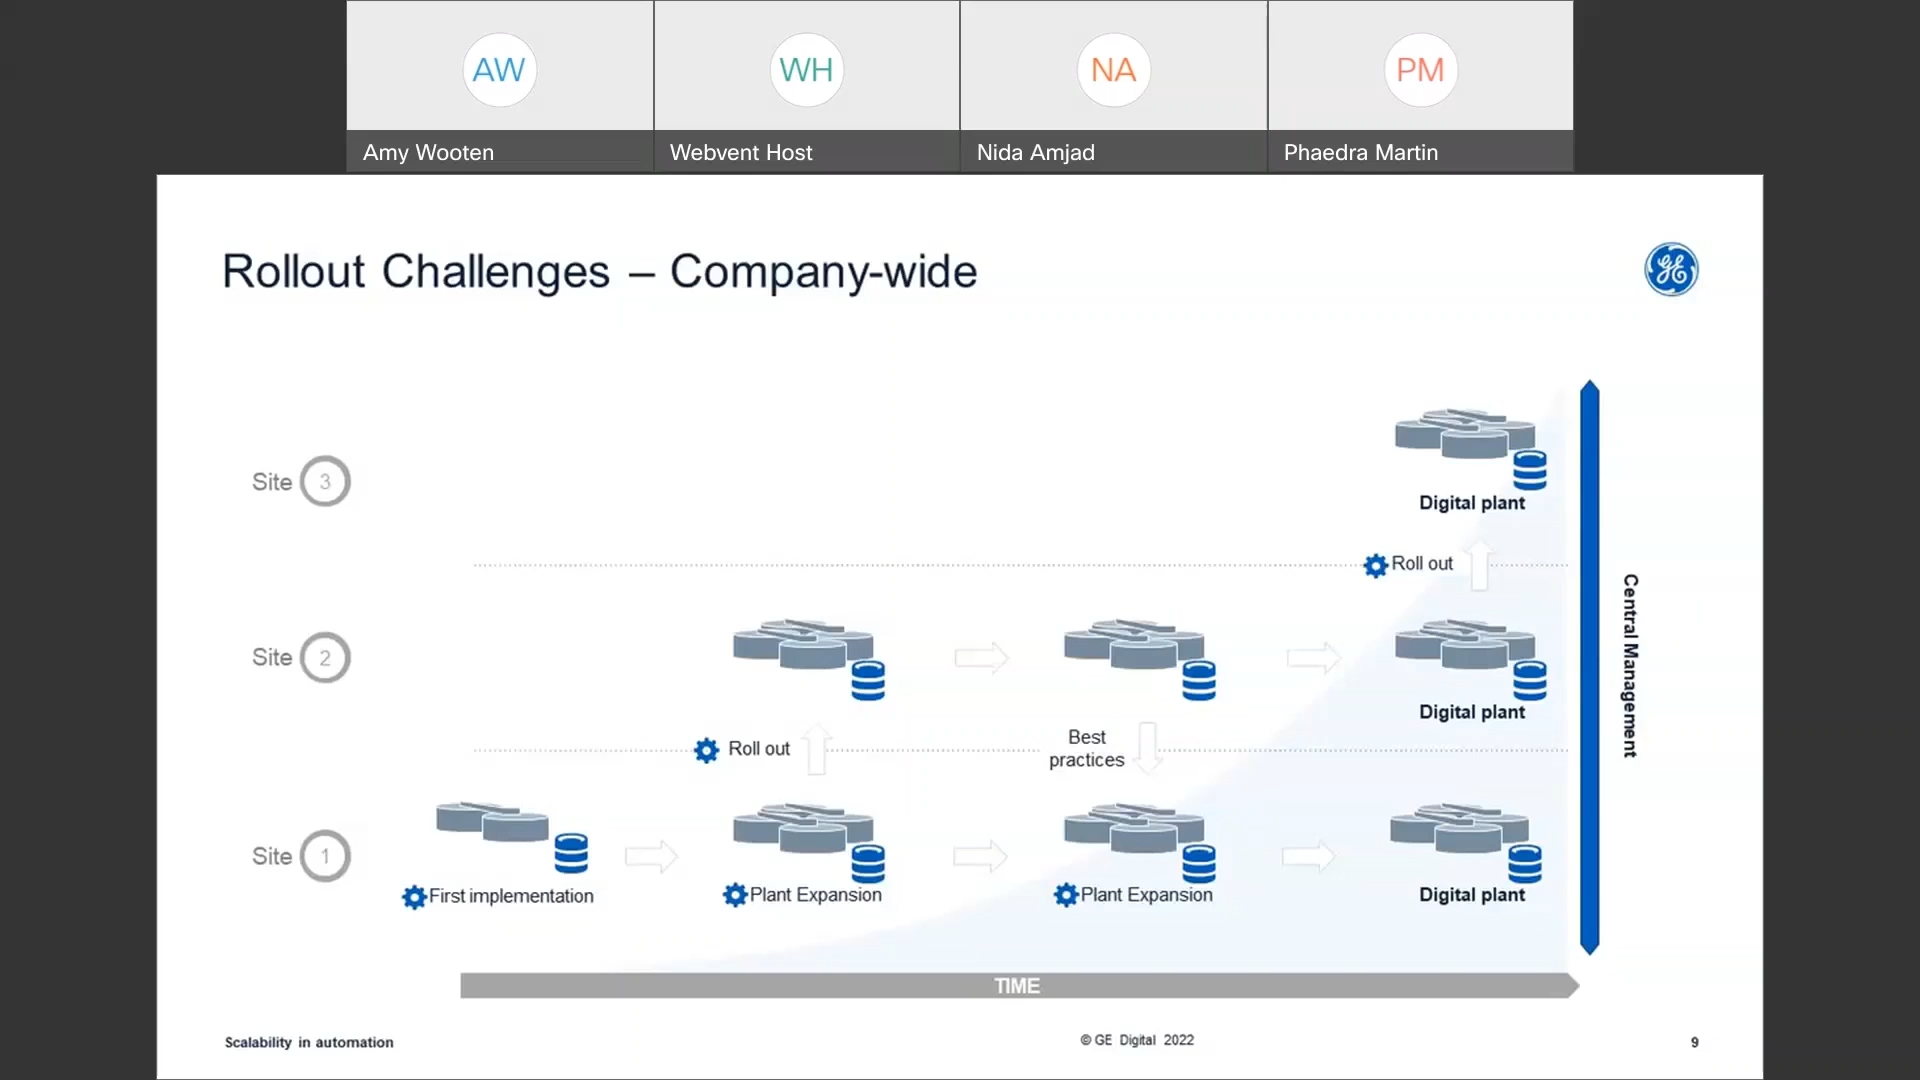 AW
WH
NA
PM
Amy Wooten
Webvent Host
Nida Amjad
Phaedra Martin
Rollout Challenges – Company-wide
GE
Site 3
Digital plant
Roll out
Site 2
Digital plant
Central Management
Roll out
Best
practices
Site 1
First implementation
Plant Expansion
Plant Expansion
Digital plant
TIME
Scalability in automation
© GE Digital 2022
9